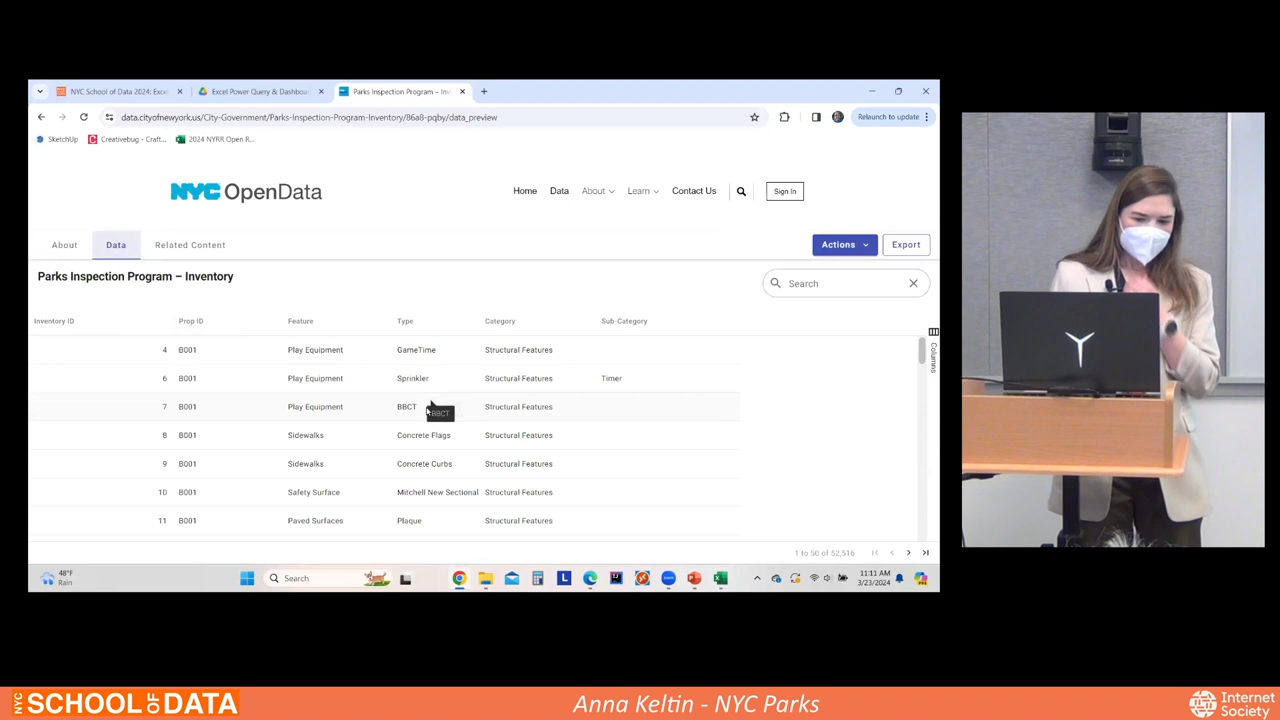 NYC School of Data 2024: Exce
Excel Power Query & Dashboa
Parks Inspection Program – Inv
data.cityofnewyork.us/City-Government/Parks-Inspection-Program-Inventory/86a8-pqby/data_preview
Relaunch to update
SketchUp
Creativebug - Craft...
2024 NYRR Open R...
NYC OpenData
Home
Data
About
Learn
Contact Us
Sign In
About
Data
Related Content
Actions
Export
Parks Inspection Program – Inventory
Search
Inventory ID Prop ID Feature Type Category Sub-Category
4 B001 Play Equipment GameTime Structural Features
6 B001 Play Equipment Sprinkler Structural Features Timer
7 B001 Play Equipment BBCT Structural Features
BBCT
8 B001 Sidewalks Concrete Flags Structural Features
9 B001 Sidewalks Concrete Curbs Structural Features
10 B001 Safety Surface Mitchell New Sectional Structural Features
11 B001 Paved Surfaces Plaque Structural Features
Columns
1 to 50 of 52,516
48°F
Rain
Search
11:11 AM
3/23/2024
NYC SCHOOL OF DATA
Anna Keltin - NYC Parks
Internet
Society